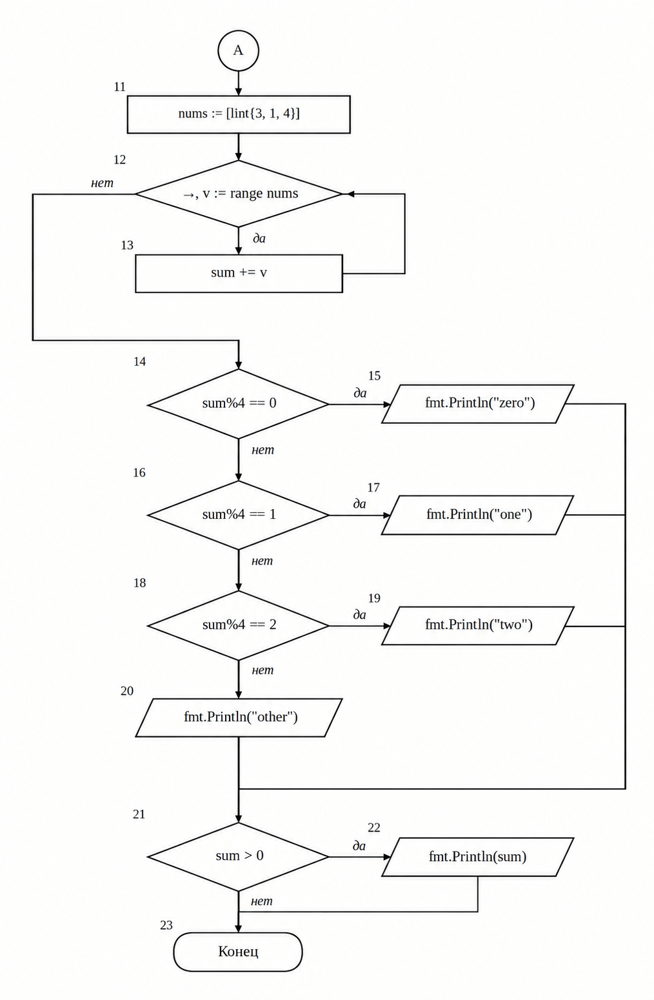 A
11
nums := [lint{3, 1, 4}]
12
нет
→, v := range nums
да
13
sum += v
14
sum%4 == 0
да
15
fmt.Println("zero")
нет
16
sum%4 == 1
да
17
fmt.Println("one")
нет
18
sum%4 == 2
да
19
fmt.Println("two")
нет
20
fmt.Println("other")
21
sum > 0
да
22
fmt.Println(sum)
нет
23
Конец